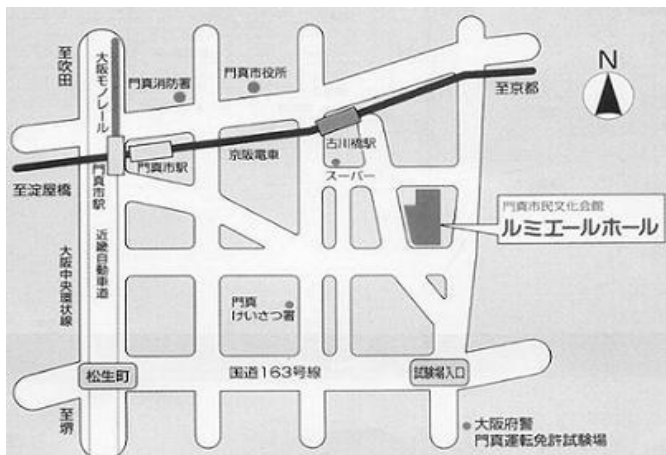 至吹田
大阪モノレール
門真消防署
門真市役所
N
至京都
古川橋駅
スーパー
京阪電車
門真市駅
門真市駅
至淀屋橋
門真市民文化会館
ルミエールホール
近畿自動車道
大阪中央環状線
門真
けいさつ署
松生町
国道163号線
試験場入口
至堺
大阪府警
門真運転免許試験場